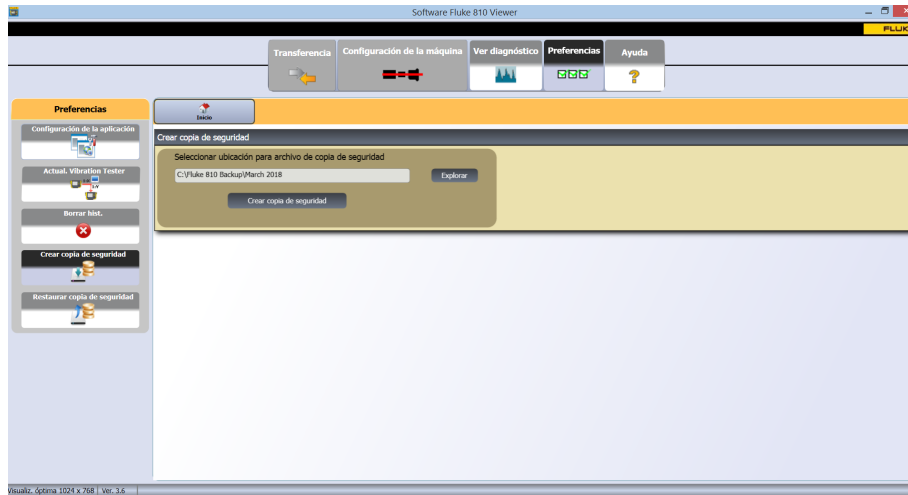 Software Fluke 810 Viewer
FLUK
Transferencia
Configuración de la máquina
Ver diagnóstico
Preferencias
Ayuda
Preferencias
Configuración de la aplicación
Actual. Vibration Tester
Borrar hist.
Crear copia de seguridad
Restaurar copia de seguridad
Inicio
Crear copia de seguridad
Seleccionar ubicación para archivo de copia de seguridad
C:\Fluke 810 Backup\March 2018
Explorar
Crear copia de seguridad
Visualiz. óptima 1024 x 768 Ver. 3.6